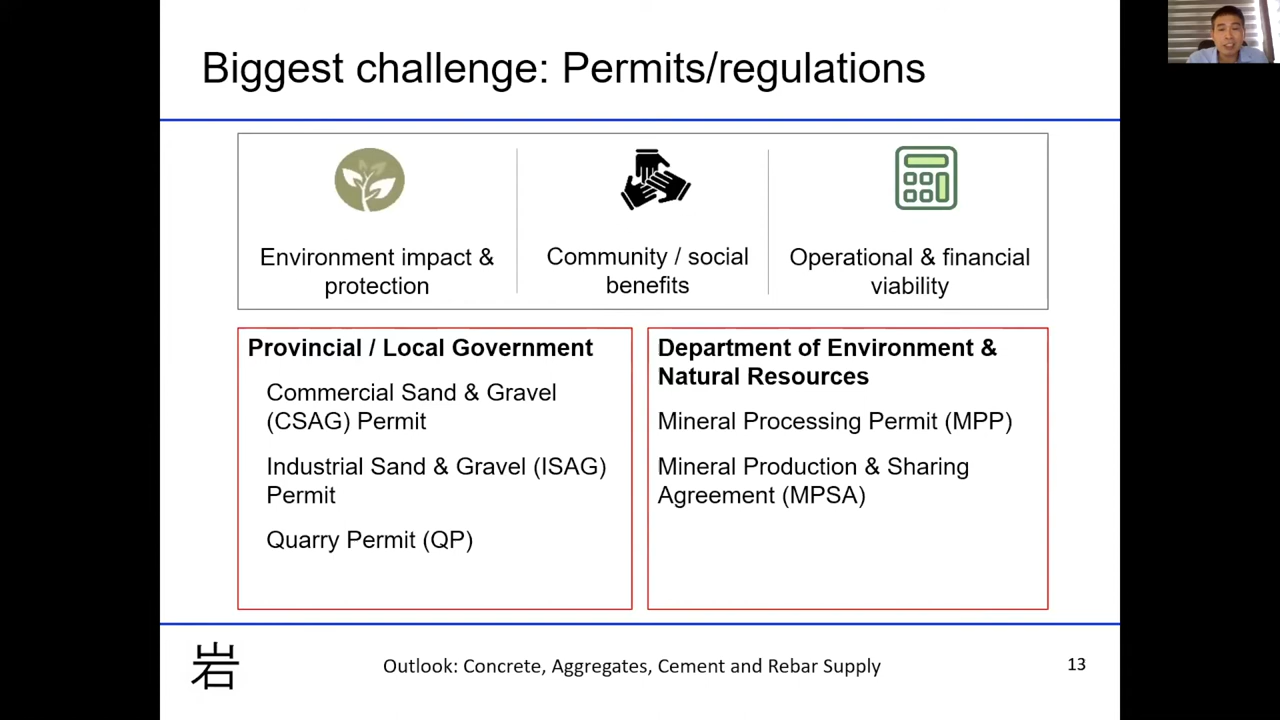 Biggest challenge: Permits/regulations
Environment impact &
protection
Community / social
benefits
Operational & financial
viability
Provincial / Local Government
Commercial Sand & Gravel
(CSAG) Permit
Industrial Sand & Gravel (ISAG)
Permit
Quarry Permit (QP)
Department of Environment &
Natural Resources
Mineral Processing Permit (MPP)
Mineral Production & Sharing
Agreement (MPSA)
岩
Outlook: Concrete, Aggregates, Cement and Rebar Supply
13